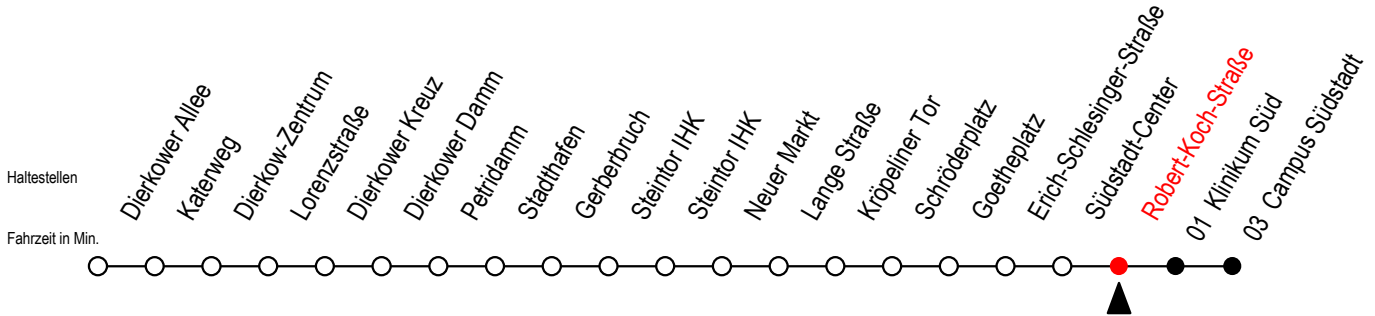 Haltestellen
Fahrzeit in Min.
Dierkower Allee
Katerweg
Dierkow-Zentrum
Lorenzstraße
Dierkower Kreuz
Dierkower Damm
Petridamm
Stadthafen
Gerberbruch
Steintor IHK
Steintor IHK
Neuer Markt
Lange Straße
Kröpeliner Tor
Schröderplatz
Goetheplatz
Erich-Schlesinger-Straße
Südstadt-Center
Robert-Koch-Straße
01 Klinikum Süd
03 Campus Südstadt